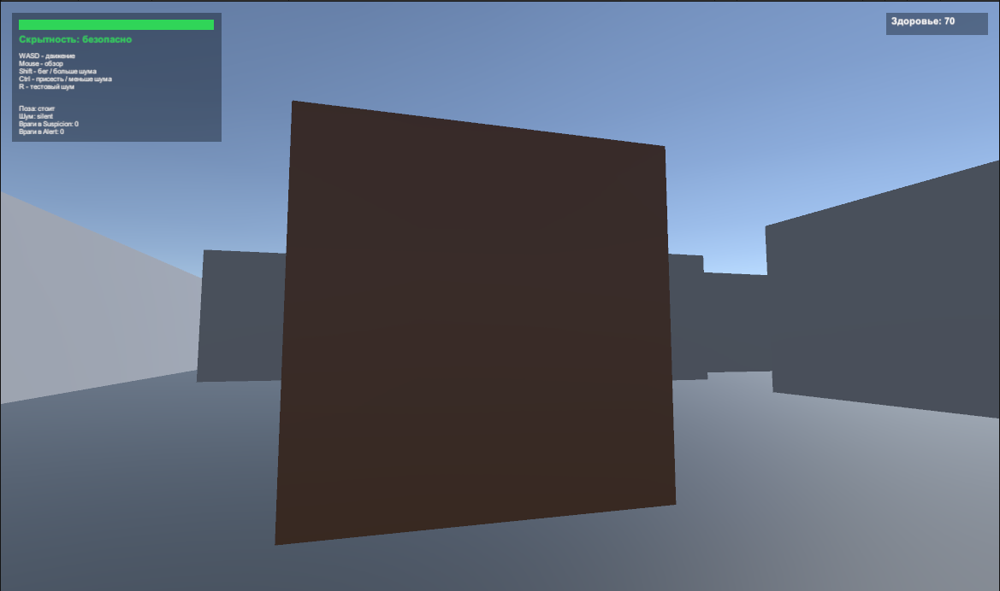 Скрытность: безопасно
WASD - движение
Mouse - обзор
Shift - бег / больше шума
Ctrl - присесть / меньше шума
R - тестовый шум
Поза: стоит
Шум: silent
Враги в Suspicion: 0
Враги в Alert: 0
Здоровье: 70